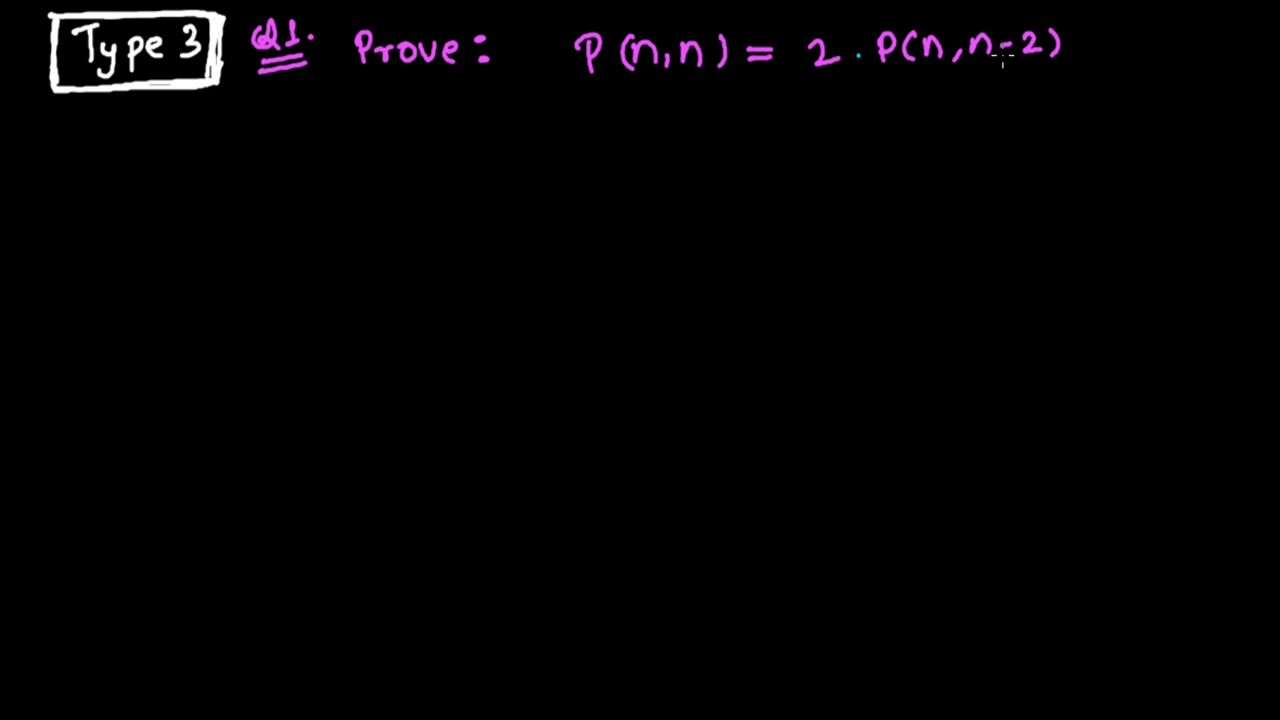 Type 3 Q1. Prove: P(n,n) = 2 . P(n,n-2)